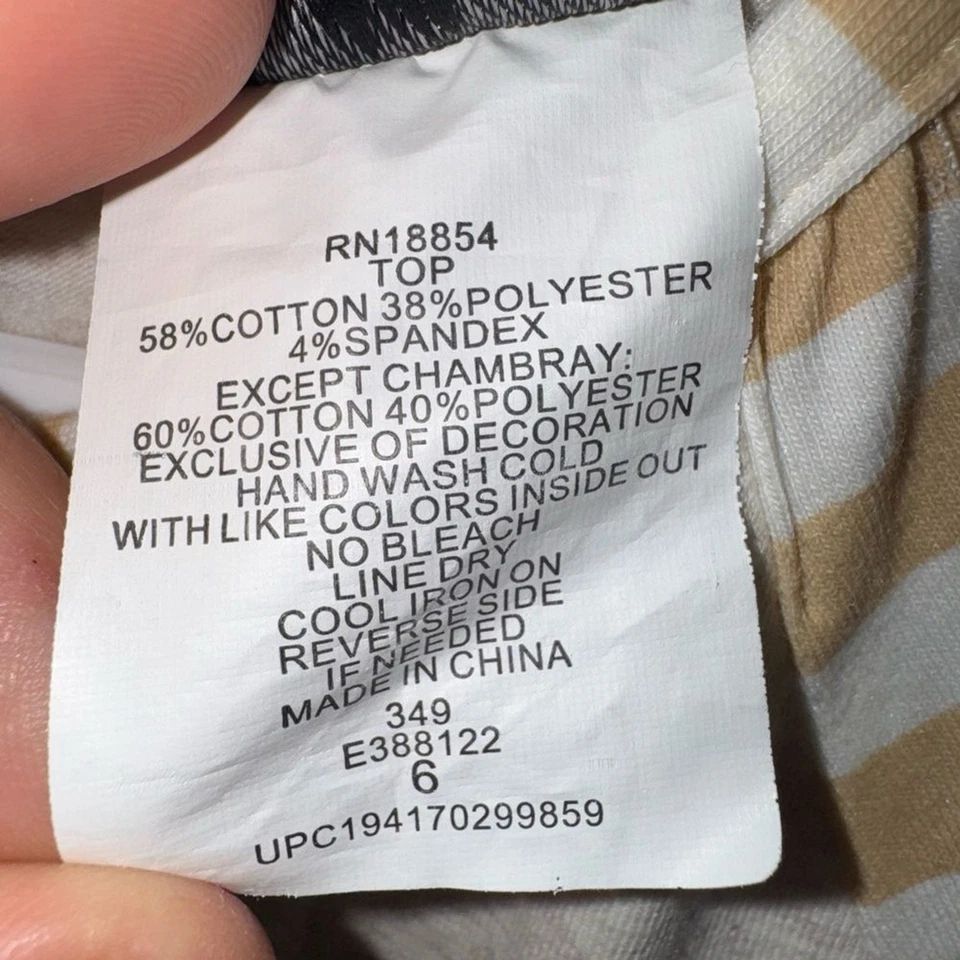 RN18854
TOP
58%COTTON 38%POLYESTER
4%SPANDEX
EXCEPT CHAMBRAY:
60%COTTON 40%POLYESTER
EXCLUSIVE OF DECORATION
HAND WASH COLD
WITH LIKE COLORS INSIDE OUT
NO BLEACH
LINE DRY
COOL IRON ON
REVERSE SIDE
IF NEEDED
MADE IN CHINA
349
E388122
6
UPC194170299859